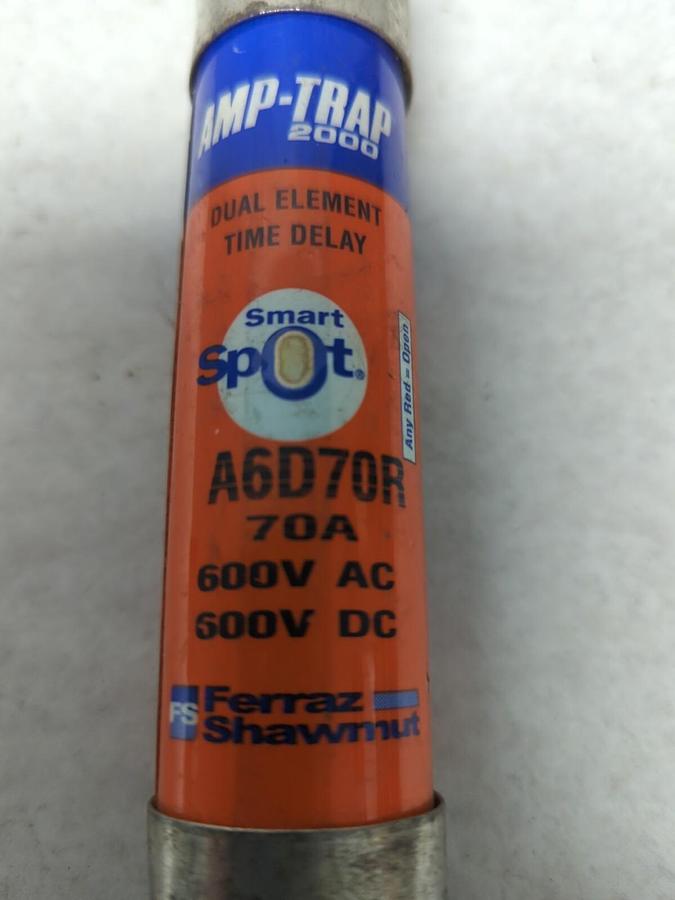 AMP-TRAP
2000
DUAL ELEMENT
TIME DELAY
Smart
Spot®
Any Red = Open
A6D70R
70A
600V AC
600V DC
FS Ferraz
Shawmut